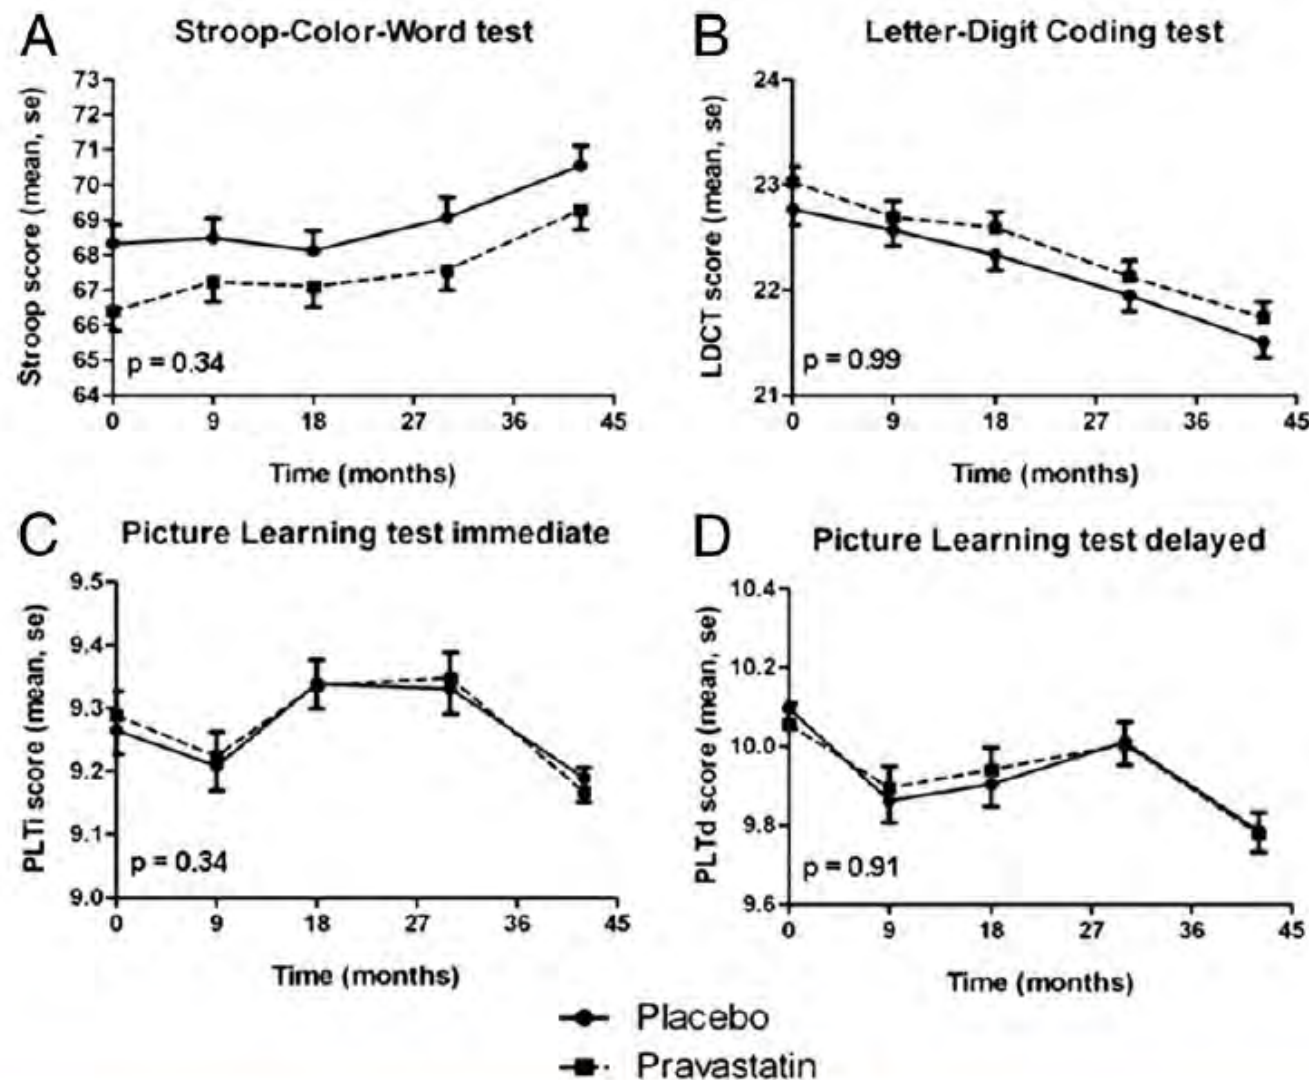 A
Stroop-Color-Word test
Stroop score (mean, se)
73
72
71
70
69
68
67
66
65
64
p = 0.34
0 9 18 27 36 45
Time (months)
B
Letter-Digit Coding test
LDCT score (mean, se)
24
23
22
21
p = 0.99
0 9 18 27 36 45
Time (months)
C
Picture Learning test immediate
PLTi score (mean, se)
9.5
9.4
9.3
9.2
9.1
9.0
p = 0.34
0 9 18 27 36 45
Time (months)
D
Picture Learning test delayed
PLTd score (mean, se)
10.4
10.2
10.0
9.8
9.6
p = 0.91
0 9 18 27 36 45
Time (months)
Placebo
Pravastatin